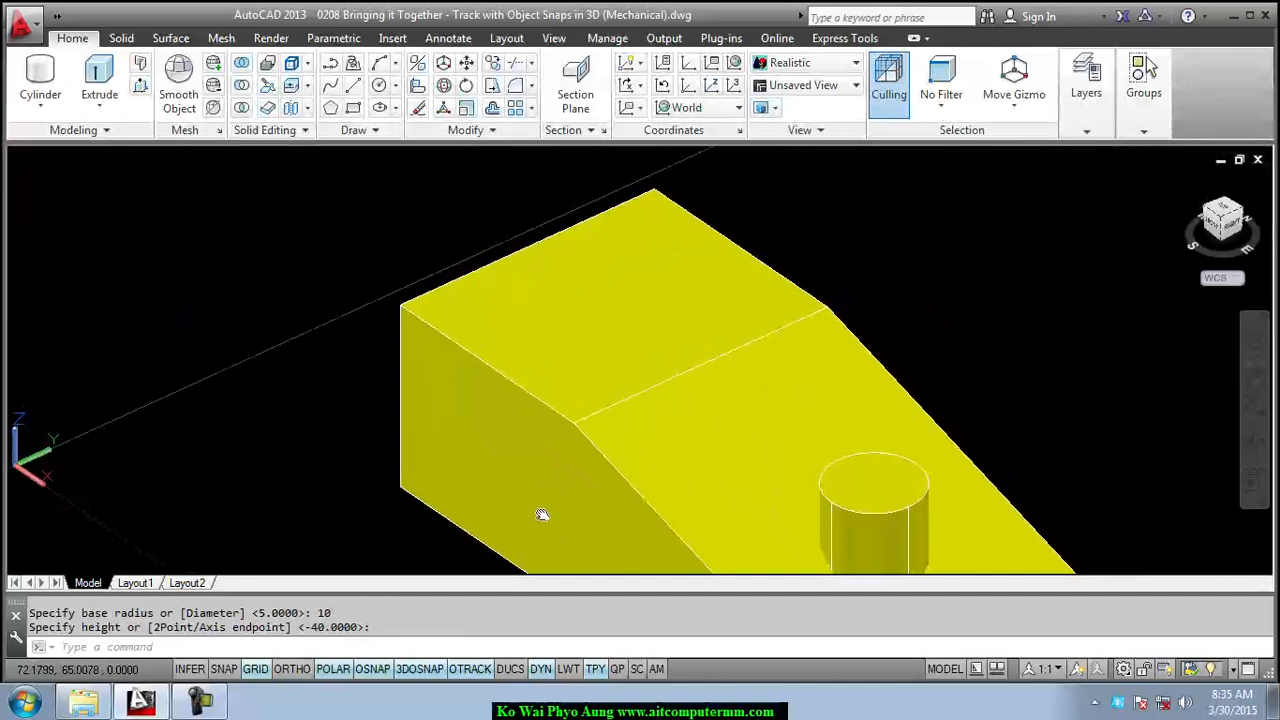 AutoCAD 2013    0208 Bringing it Together - Track with Object Snaps in 3D (Mechanical).dwg
Type a keyword or phrase
Sign In
Home Solid Surface Mesh Render Parametric Insert Annotate Layout View Manage Output Plug-ins Online Express Tools
Realistic
Unsaved View
World
Cylinder Extrude Smooth Object Section Plane Culling No Filter Move Gizmo Layers Groups
Modeling Mesh Solid Editing Draw Modify Section Coordinates View Selection
TOP
RIGHT
N
S
E
WCS
Z
Y
X
Model Layout1 Layout2
Specify base radius or [Diameter] <5.0000>: 10
Specify height or [2Point/Axis endpoint] <-40.0000>:
Type a command
72.1799, 65.0078, 0.0000 INFER SNAP GRID ORTHO POLAR OSNAP 3DOSNAP OTRACK DUCS DYN LWT TPY QP SC AM MODEL 1:1
8:35 AM
3/30/2015
Ko Wai Phyo Aung www.aitcomputermm.com